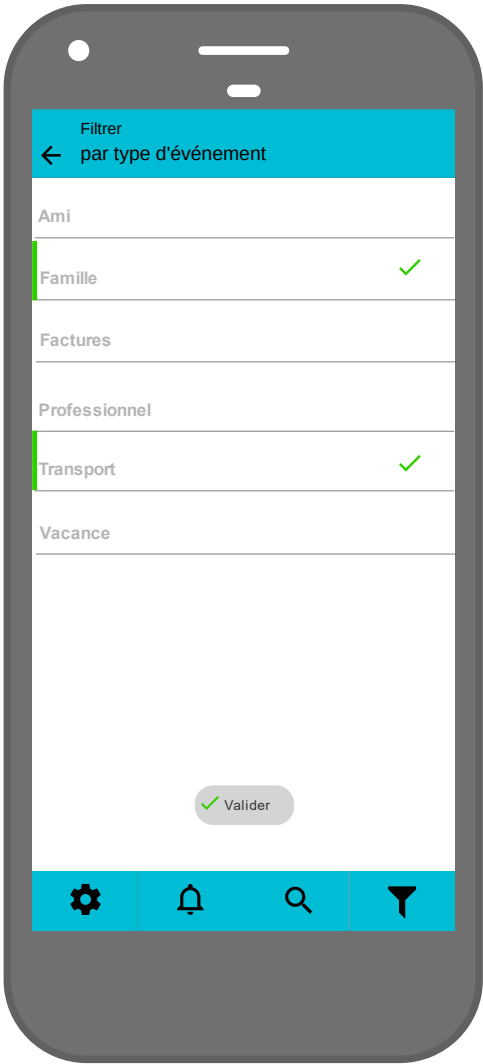 Filtrer
par type d'événement
Ami
Famille
Factures
Professionnel
Transport
Vacance
Valider